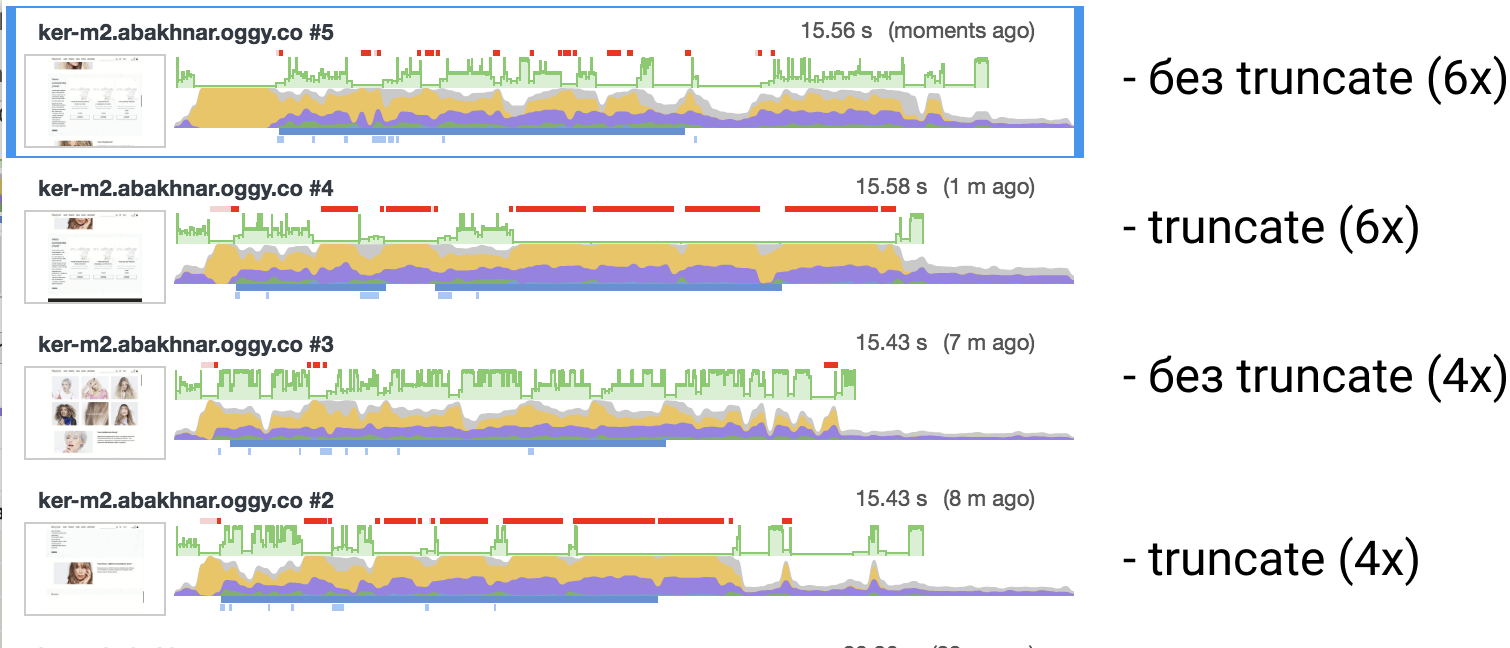 ker-m2.abakhnar.oggy.co #5
15.56 s (moments ago)
- без truncate (6x)
ker-m2.abakhnar.oggy.co #4
15.58 s (1 m ago)
- truncate (6x)
ker-m2.abakhnar.oggy.co #3
15.43 s (7 m ago)
- без truncate (4x)
ker-m2.abakhnar.oggy.co #2
15.43 s (8 m ago)
- truncate (4x)